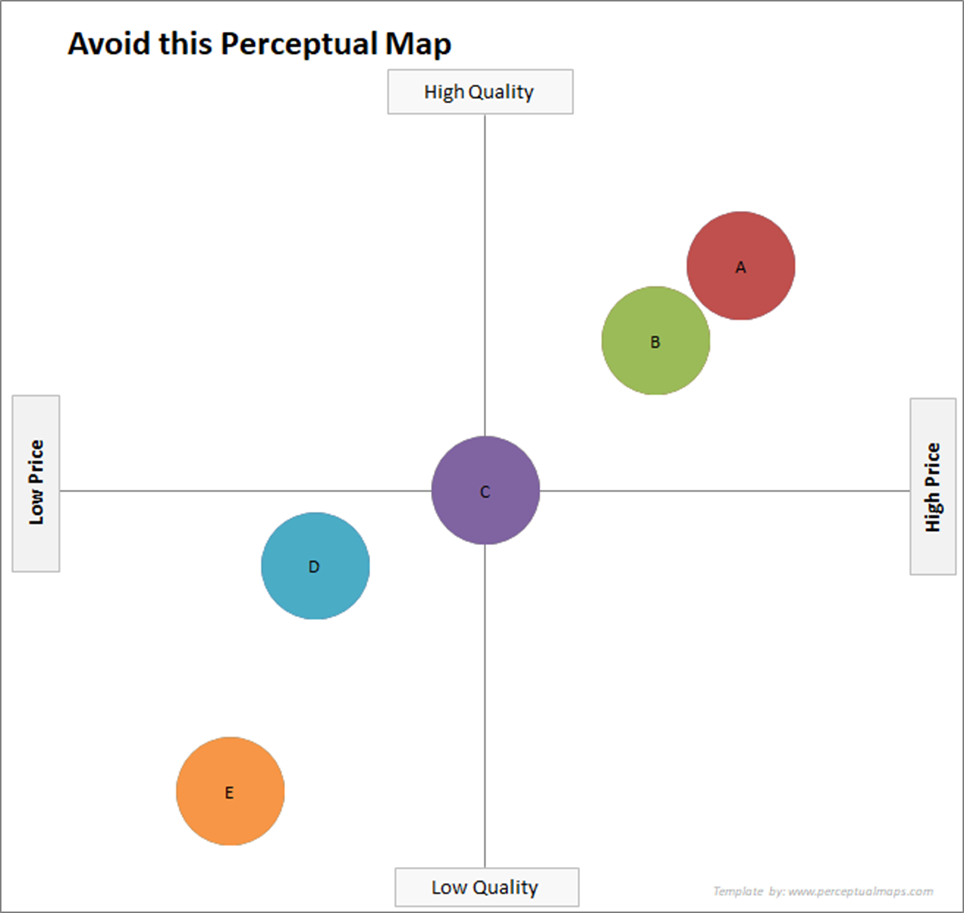 Avoid this Perceptual Map
High Quality
A
B
Low Price
High Price
C
D
E
Low Quality
Template by: www.perceptualmaps.com